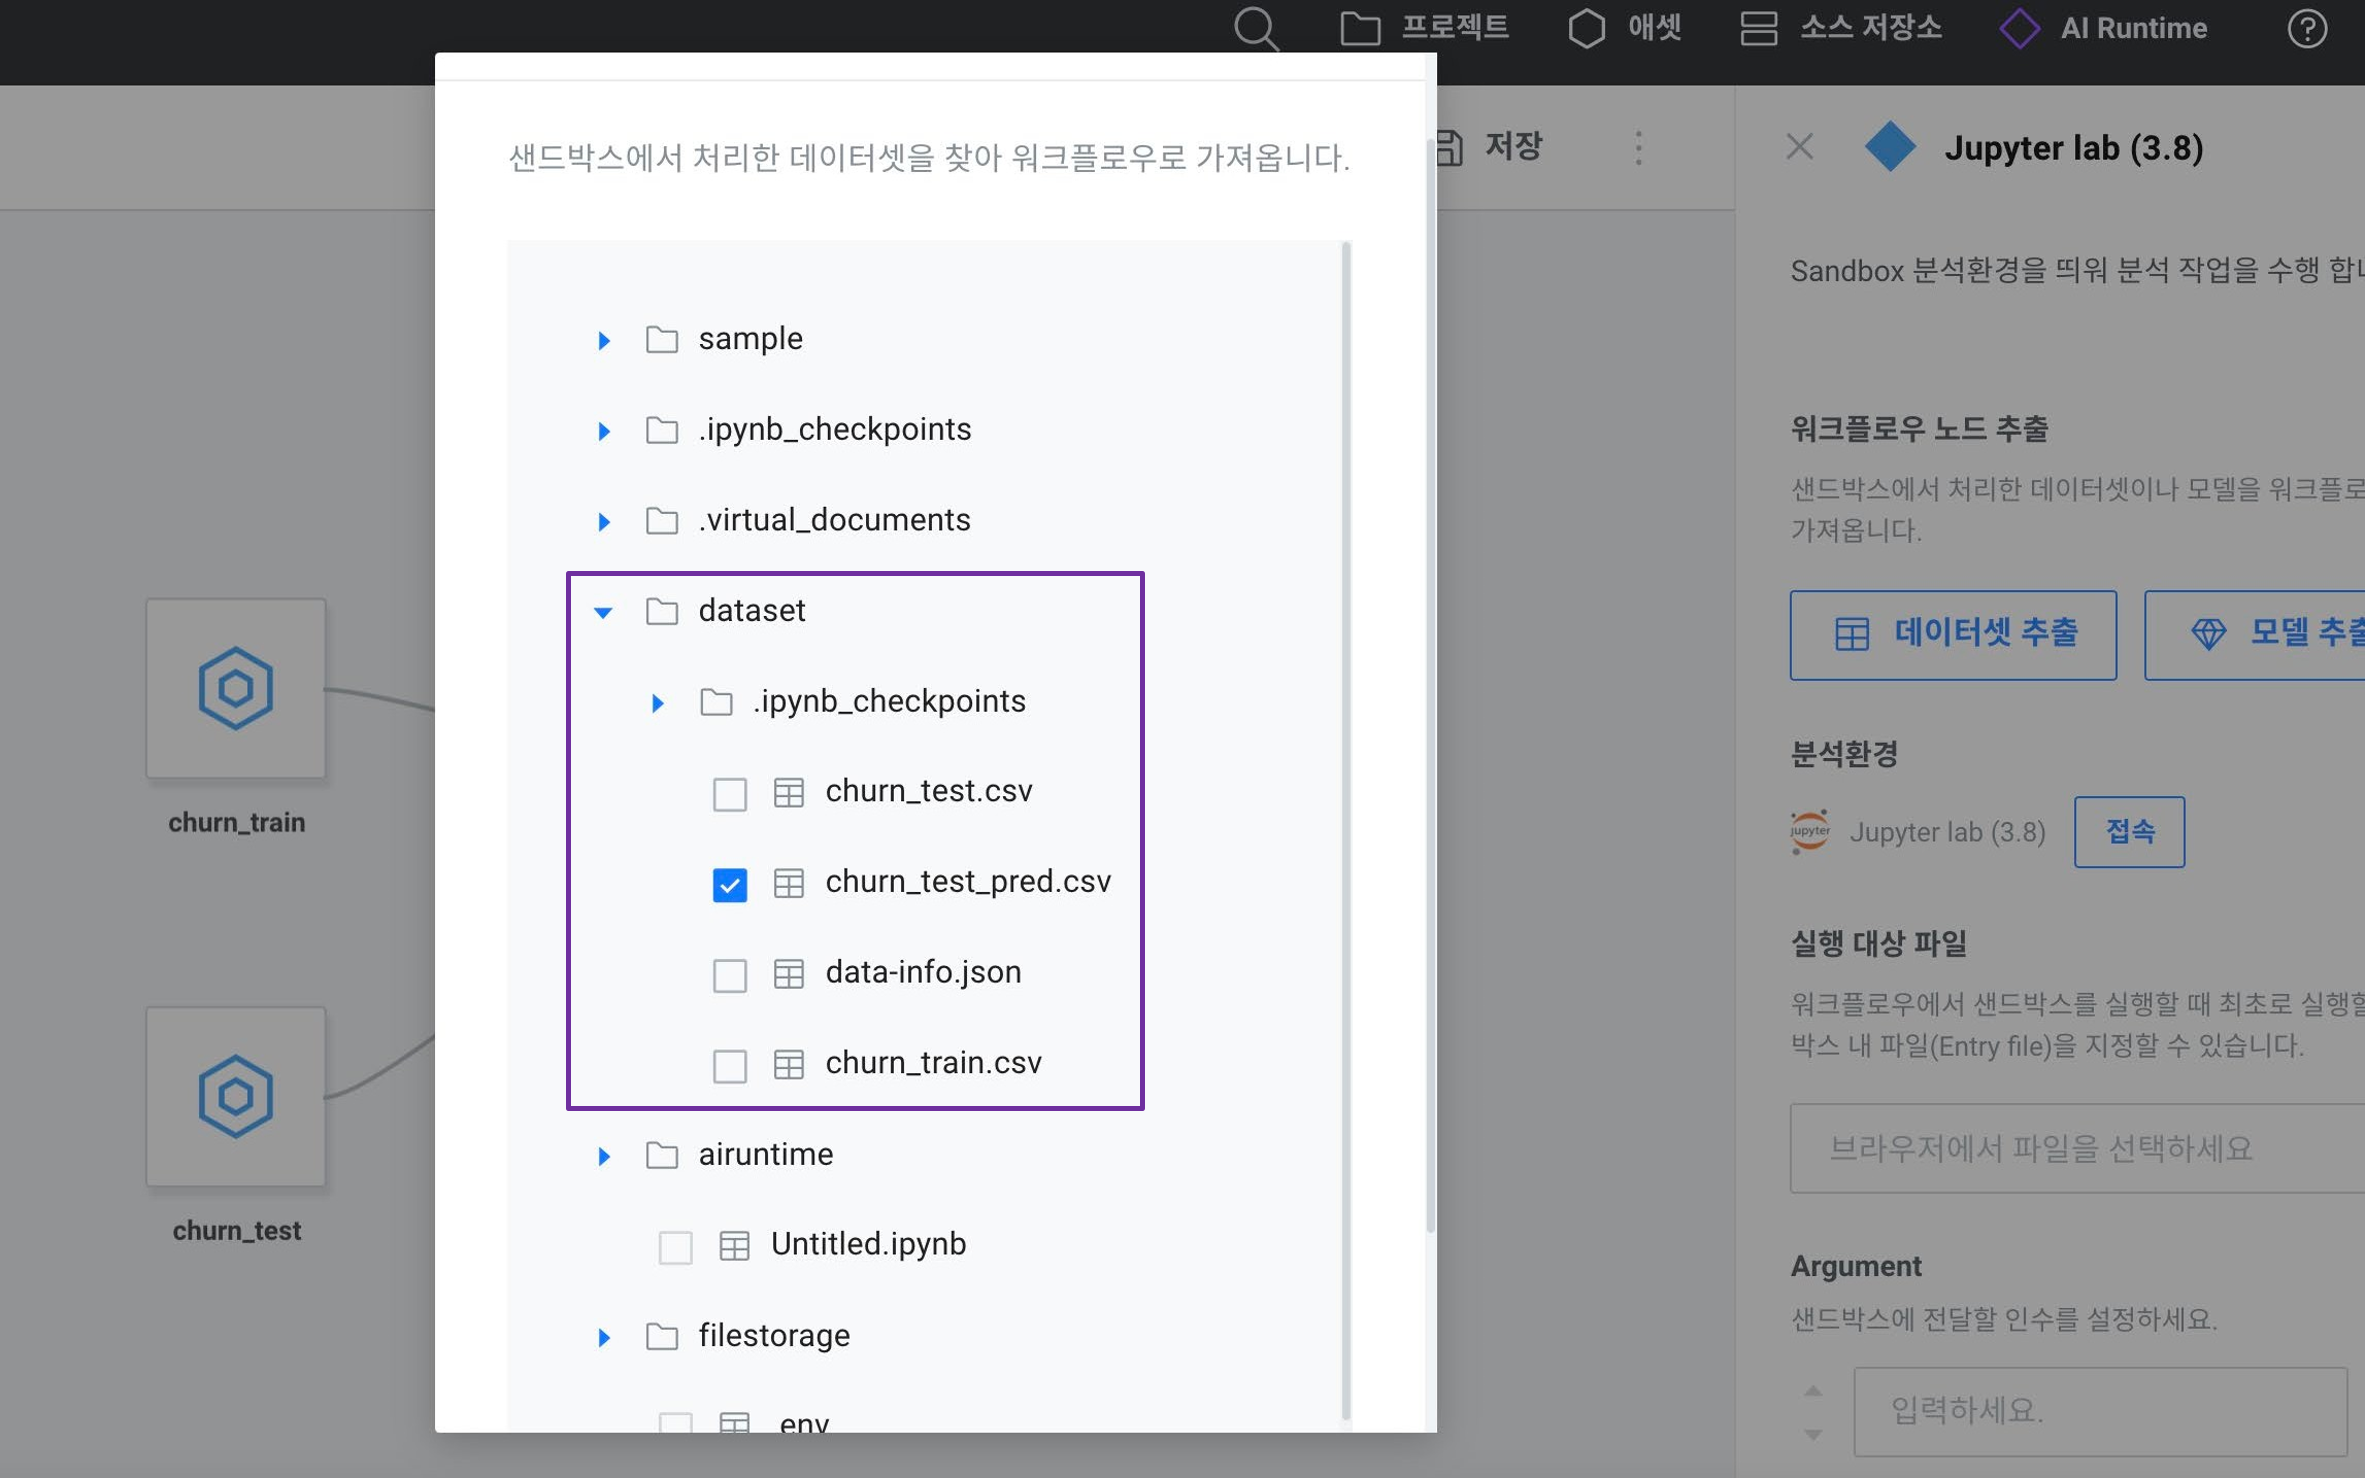 프로젝트
애셋
소스 저장소
AI Runtime
샌드박스에서 처리한 데이터셋을 찾아 워크플로우로 가져옵니다.
저장
Jupyter lab (3.8)
Sandbox 분석환경을 띄워 분석 작업을 수행
sample
.ipynb_checkpoints
.virtual_documents
dataset
.ipynb_checkpoints
churn_test.csv
churn_test_pred.csv
data-info.json
churn_train.csv
airuntime
Untitled.ipynb
filestorage
env
churn_train
churn_test
워크플로우 노드 추출
샌드박스에서 처리한 데이터셋이나 모델을
가져옵니다.
데이터셋 추출
모델
분석환경
jupyter
Jupyter lab (3.8)
접속
실행 대상 파일
워크플로우에서 샌드박스를 실행할 때 최초로
박스 내 파일(Entry file)을 지정할 수 있습니다.
브라우저에서 파일을 선택하세요
Argument
샌드박스에 전달할 인수를 설정하세요.
입력하세요.